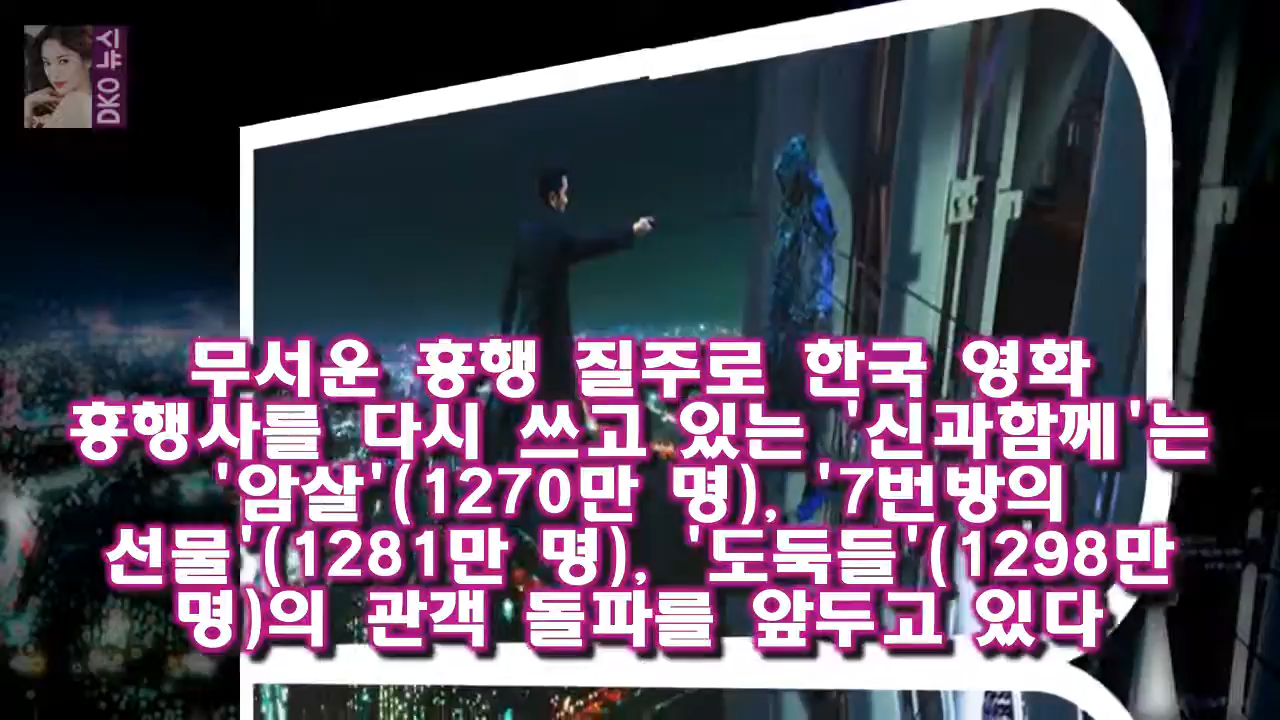 DKO 뉴스
무서운 흥행 질주로 한국 영화
흥행사를 다시 쓰고 있는 '신과함께'는
'암살'(1270만 명), '7번방의
선물'(1281만 명), '도둑들'(1298만
명)의 관객 돌파를 앞두고 있다